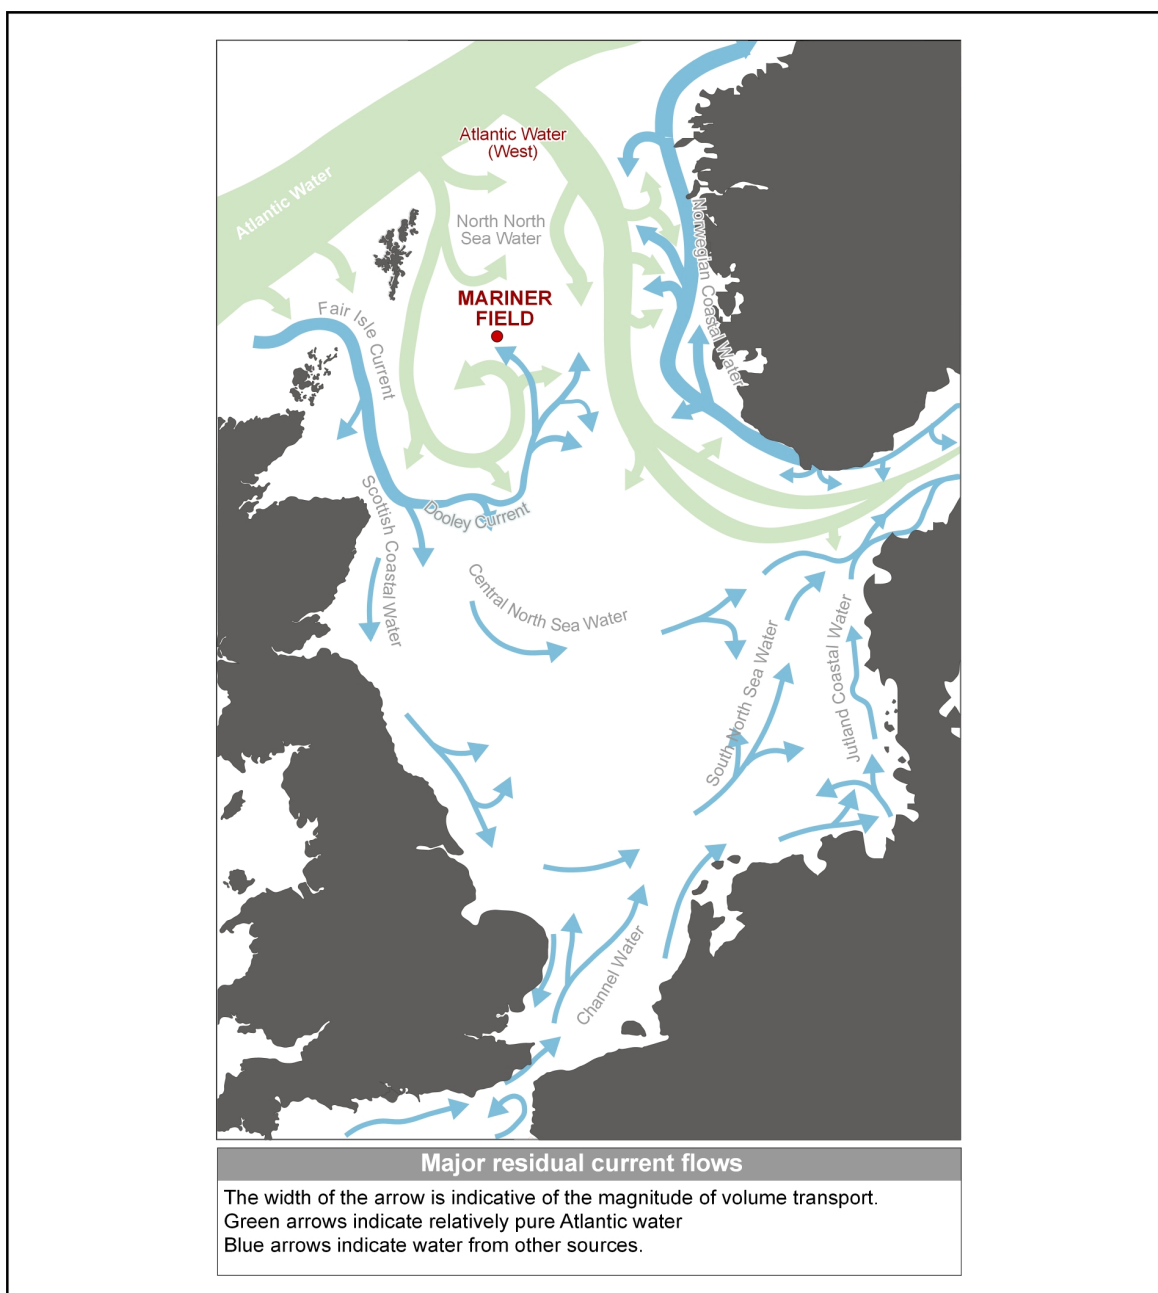 Atlantic Water
(West)
Atlantic Water
North North
Sea Water
Norwegian Coastal Water
MARINER
FIELD
Fair Isle Current
Scottish Coastal Water
Dooley Current
Central North Sea Water
South North Sea Water
Jutland Coastal Water
Channel Water
Major residual current flows
The width of the arrow is indicative of the magnitude of volume transport.
Green arrows indicate relatively pure Atlantic water
Blue arrows indicate water from other sources.